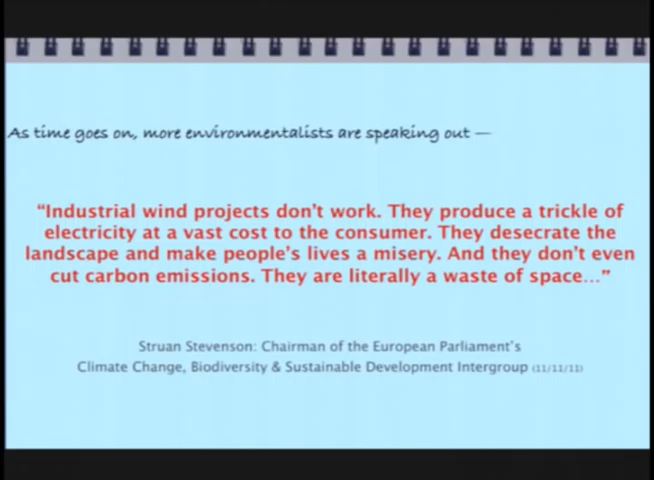 As time goes on, more environmentalists are speaking out —
“Industrial wind projects don’t work. They produce a trickle of
electricity at a vast cost to the consumer. They desecrate the
landscape and make people’s lives a misery. And they don’t even
cut carbon emissions. They are literally a waste of space...”
Struan Stevenson: Chairman of the European Parliament’s
Climate Change, Biodiversity & Sustainable Development Intergroup (11/11/11)